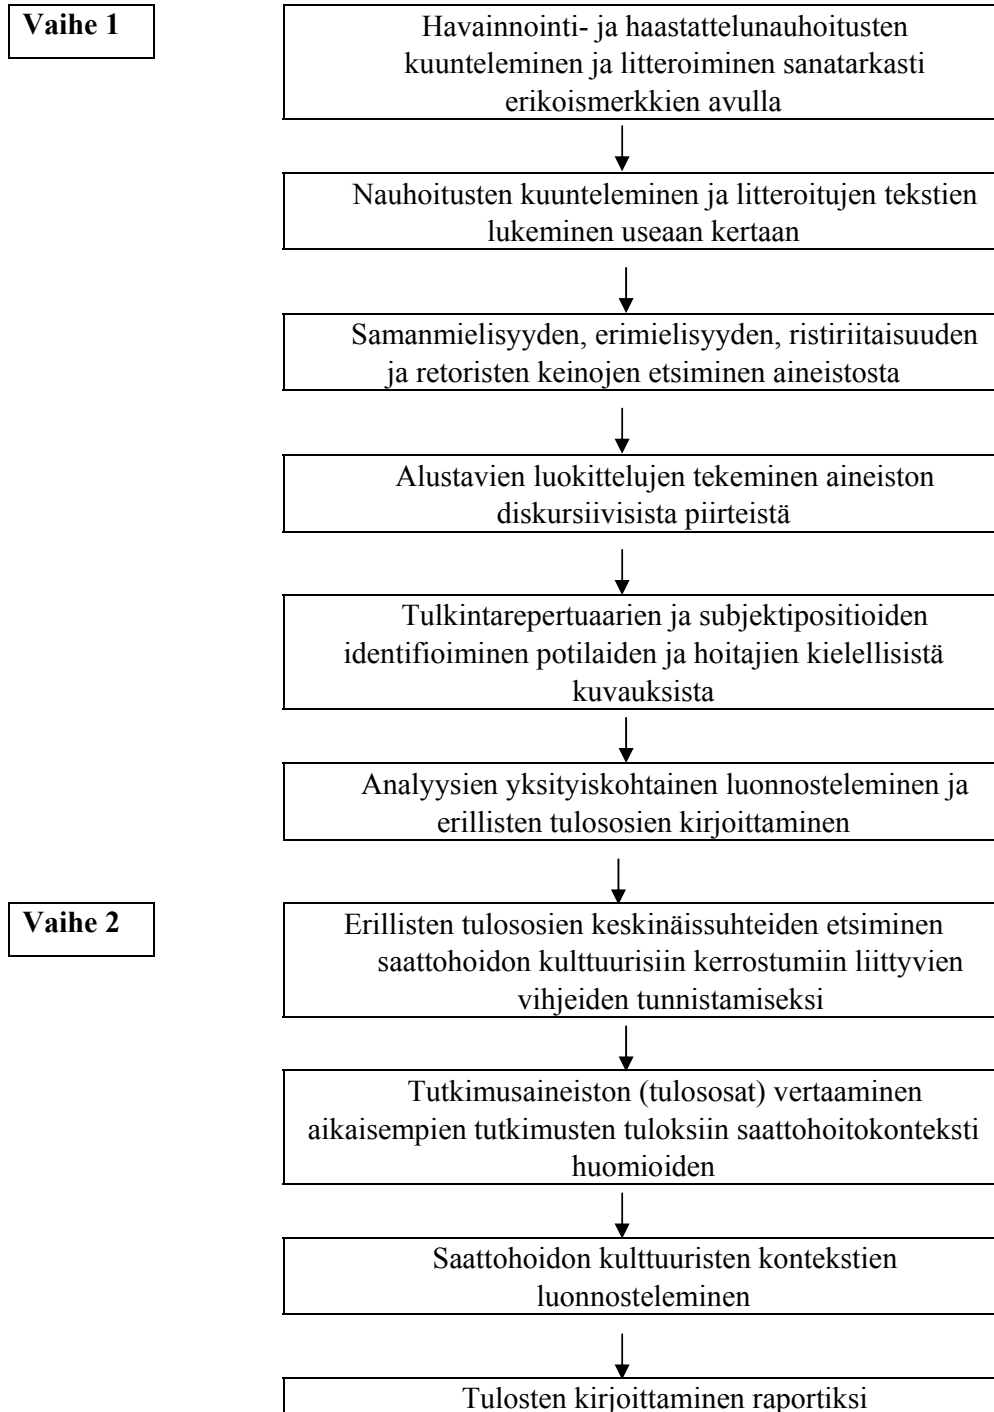 Vaihe 1
Havainnointi- ja haastattelunauhoitusten
kuunteleminen ja litteroiminen sanatarkasti
erikoismerkkien avulla
Nauhoitusten kuunteleminen ja litteroitujen tekstien
lukeminen useaan kertaan
Samanmielisyyden, erimielisyyden, ristiriitaisuuden
ja retoristen keinojen etsiminen aineistosta
Alustavien luokittelujen tekeminen aineiston
diskursiivisista piirteistä
Tulkintarepertuaarien ja subjektipositioiden
identifioiminen potilaiden ja hoitajien kielellisistä
kuvauksista
Analyysien yksityiskohtainen luonnosteleminen ja
erillisten tulososien kirjoittaminen
Vaihe 2
Erillisten tulososien keskinäissuhteiden etsiminen
saattohoidon kulttuurisiin kerrostumiin liittyvien
vihjeiden tunnistamiseksi
Tutkimusaineiston (tulososat) vertaaminen
aikaisempien tutkimusten tuloksiin saattohoitokonteksti
huomioiden
Saattohoidon kulttuuristen kontekstien
luonnosteleminen
Tulosten kirjoittaminen raportiksi